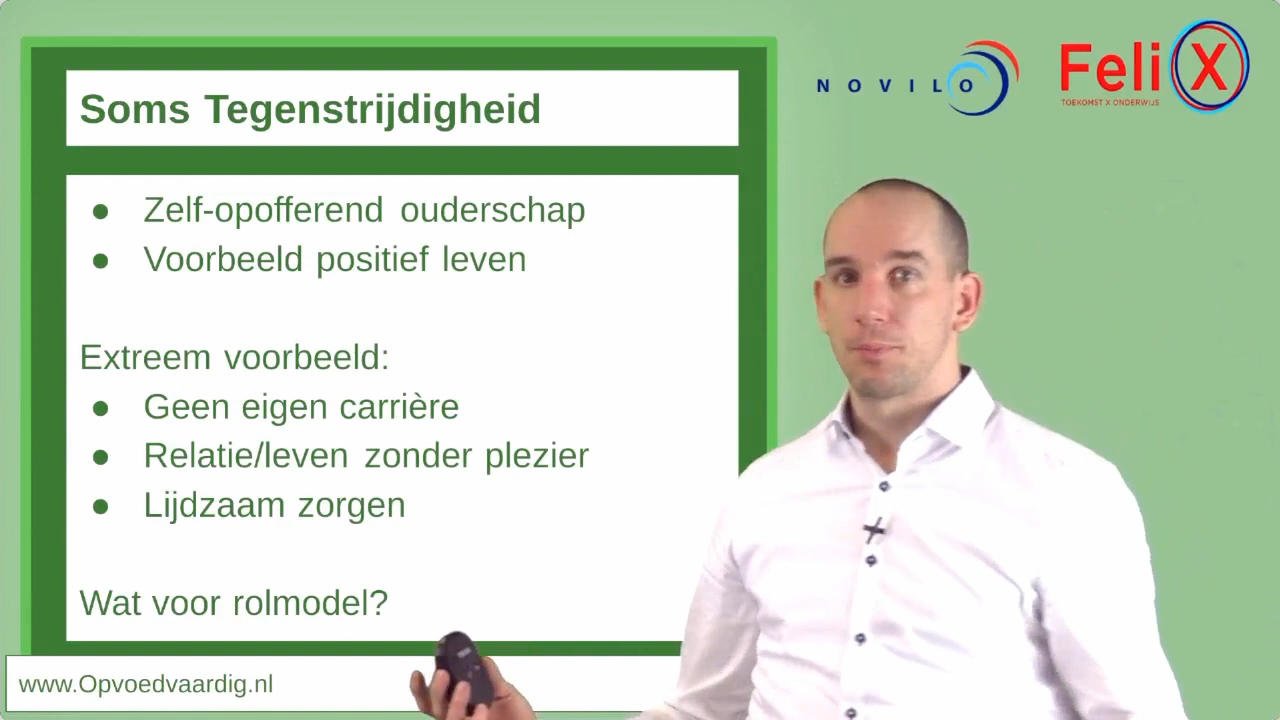 NOVILO
FeliX
TOEKOMST X ONDERWIJS
Soms Tegenstrijdigheid
● Zelf-opofferend ouderschap
● Voorbeeld positief leven
Extreem voorbeeld:
● Geen eigen carrière
● Relatie/leven zonder plezier
● Lijdzaam zorgen
Wat voor rolmodel?
www.Opvoedvaardig.nl